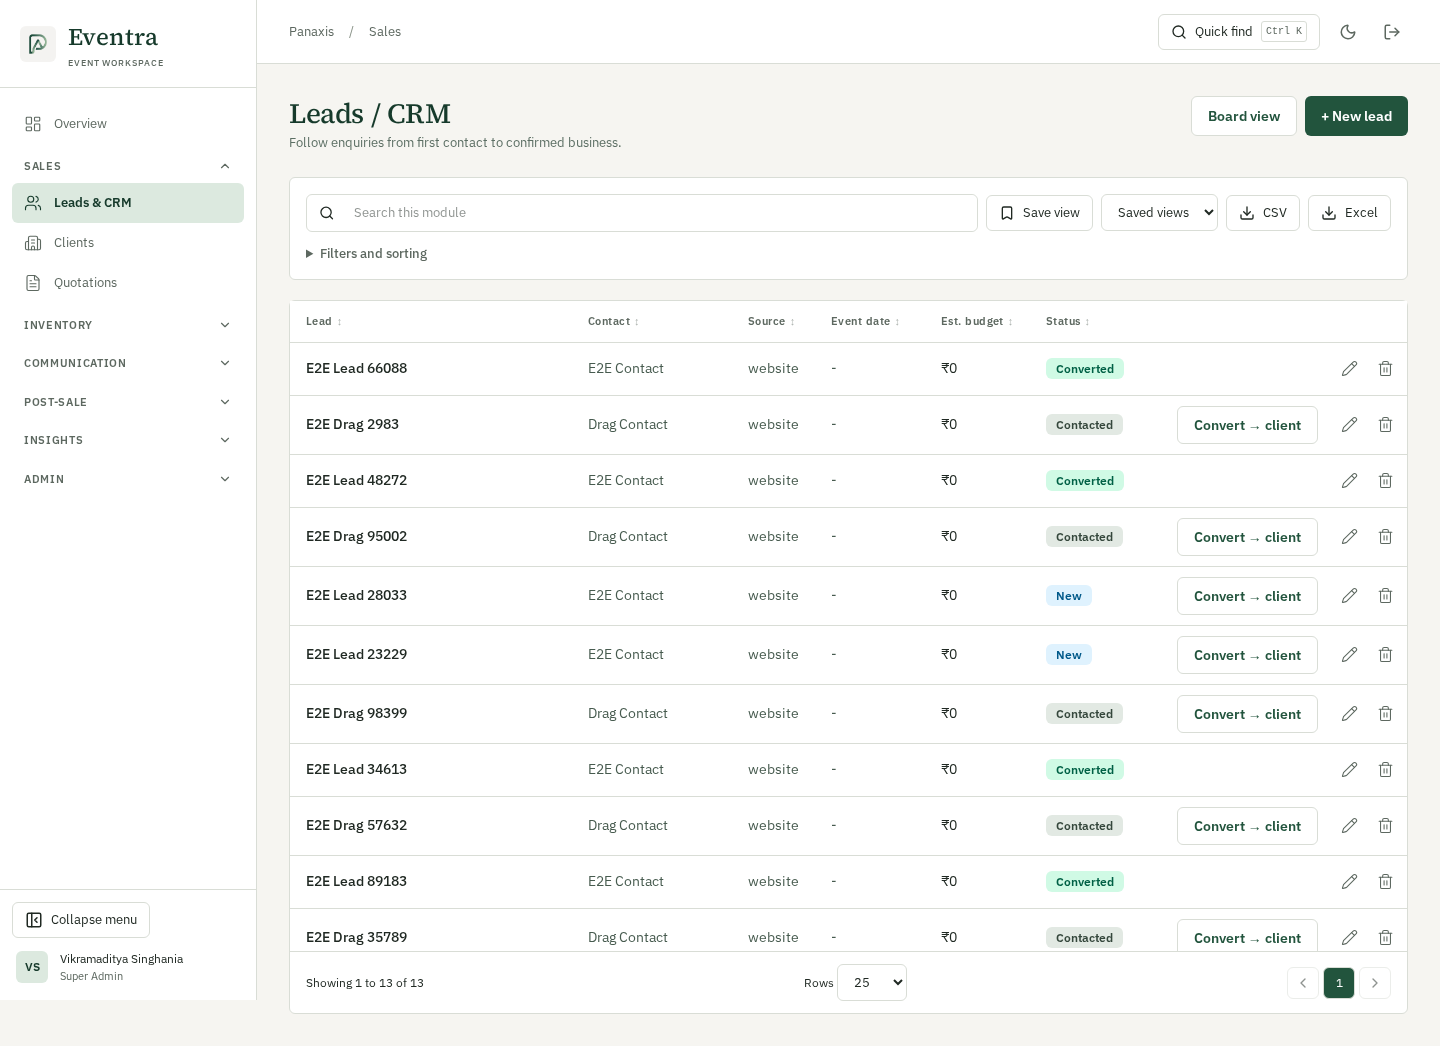 Eventra
EVENT WORKSPACE
Panaxis / Sales
Quick find Ctrl K
Overview
SALES
Leads & CRM
Clients
Quotations
INVENTORY
COMMUNICATION
POST-SALE
INSIGHTS
ADMIN
Collapse menu
VS
Vikramaditya Singhania
Super Admin
Leads / CRM
Follow enquiries from first contact to confirmed business.
Board view
+ New lead
Search this module
Save view
Saved views
CSV
Excel
Filters and sorting
Lead ↕ Contact ↕ Source ↕ Event date ↕ Est. budget ↕ Status ↕
E2E Lead 66088 E2E Contact website - ₹0 Converted
E2E Drag 2983 Drag Contact website - ₹0 Contacted Convert → client
E2E Lead 48272 E2E Contact website - ₹0 Converted
E2E Drag 95002 Drag Contact website - ₹0 Contacted Convert → client
E2E Lead 28033 E2E Contact website - ₹0 New Convert → client
E2E Lead 23229 E2E Contact website - ₹0 New Convert → client
E2E Drag 98399 Drag Contact website - ₹0 Contacted Convert → client
E2E Lead 34613 E2E Contact website - ₹0 Converted
E2E Drag 57632 Drag Contact website - ₹0 Contacted Convert → client
E2E Lead 89183 E2E Contact website - ₹0 Converted
E2E Drag 35789 Drag Contact website - ₹0 Contacted Convert → client
Showing 1 to 13 of 13
Rows 25
1